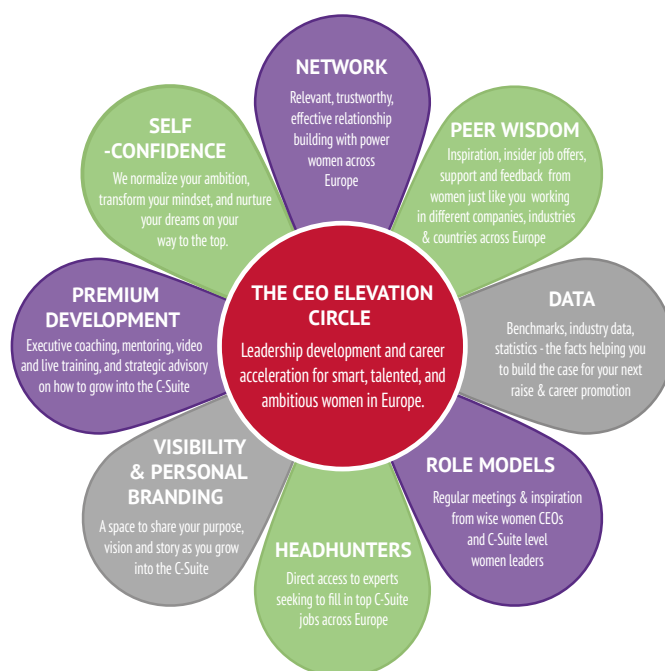 NETWORK
Relevant, trustworthy,
effective relationship
building with power
women across
Europe
PEER WISDOM
Inspiration, insider job offers,
support and feedback from
women just like you working
in different companies, industries
& countries across Europe
DATA
Benchmarks, industry data,
statistics - the facts helping you
to build the case for your next
raise & career promotion
ROLE MODELS
Regular meetings & inspiration
from wise women CEOs
and C-Suite level
women leaders
HEADHUNTERS
Direct access to experts
seeking to fill in top C-Suite
jobs across Europe
VISIBILITY
& PERSONAL
BRANDING
A space to share your purpose,
vision and story as you grow
into the C-Suite
PREMIUM
DEVELOPMENT
Executive coaching, mentoring, video
and live training, and strategic advisory
on how to grow into the C-Suite
SELF
-CONFIDENCE
We normalize your ambition,
transform your mindset, and nurture
your dreams on your
way to the top.
THE CEO ELEVATION
CIRCLE
Leadership development and career
acceleration for smart, talented, and
ambitious women in Europe.